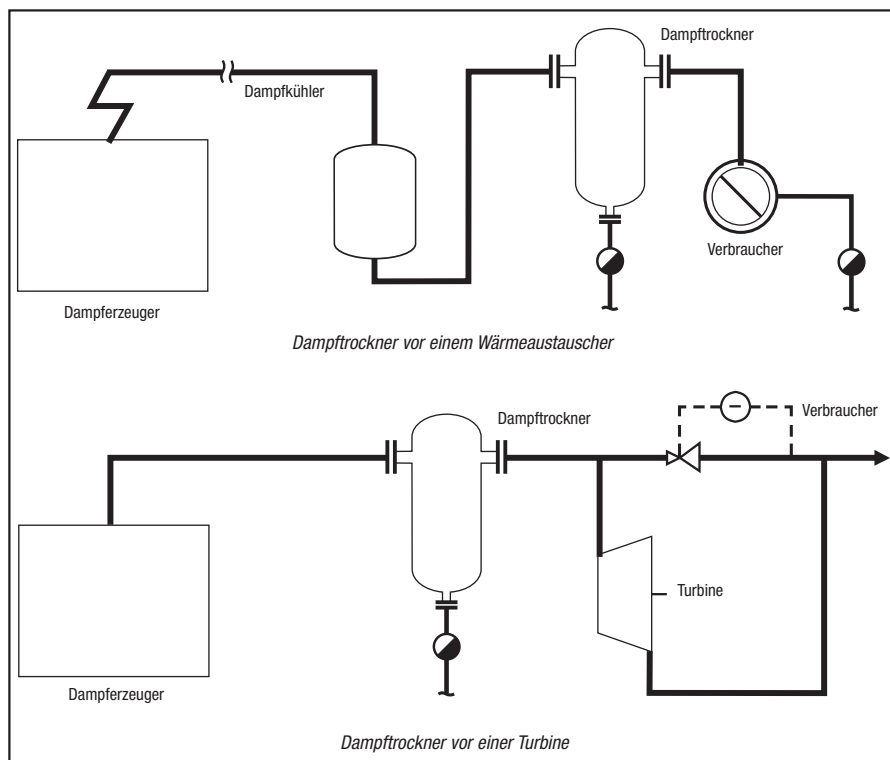 Dampftrockner
Dampfkühler
Verbraucher
Dampferzeuger
Dampftrockner vor einem Wärmeaustauscher
Dampftrockner
Verbraucher
Turbine
Dampferzeuger
Dampftrockner vor einer Turbine